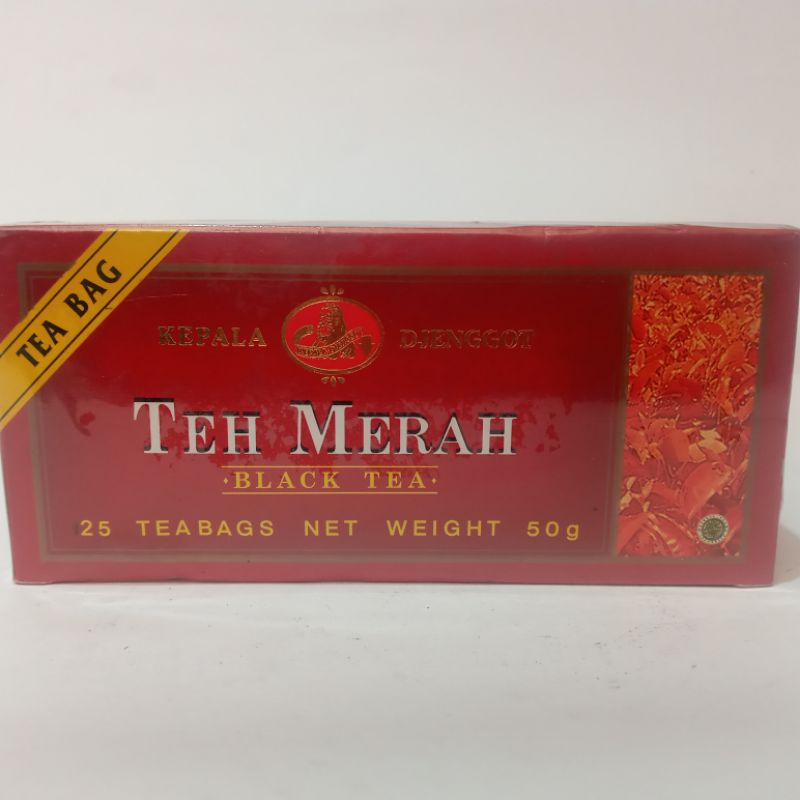 TEA BAG
KEPALA DJENGGOT
TEH MERAH
·BLACK TEA·
25 TEABAGS NET WEIGHT 50g